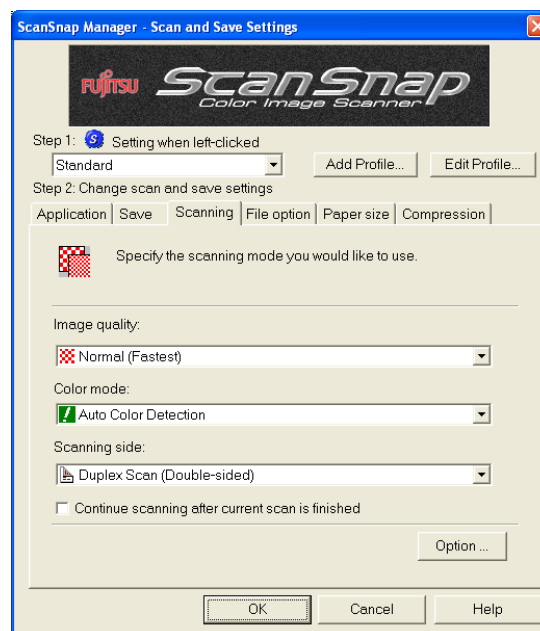 ScanSnap Manager - Scan and Save Settings
FUJITSU ScanSnap
Color Image Scanner
Step 1: S Setting when left-clicked
Standard Add Profile... Edit Profile...
Step 2: Change scan and save settings
Application Save Scanning File option Paper size Compression
Specify the scanning mode you would like to use.
Image quality:
Normal (Fastest)
Color mode:
Auto Color Detection
Scanning side:
Duplex Scan (Double-sided)
Continue scanning after current scan is finished
Option ...
OK Cancel Help